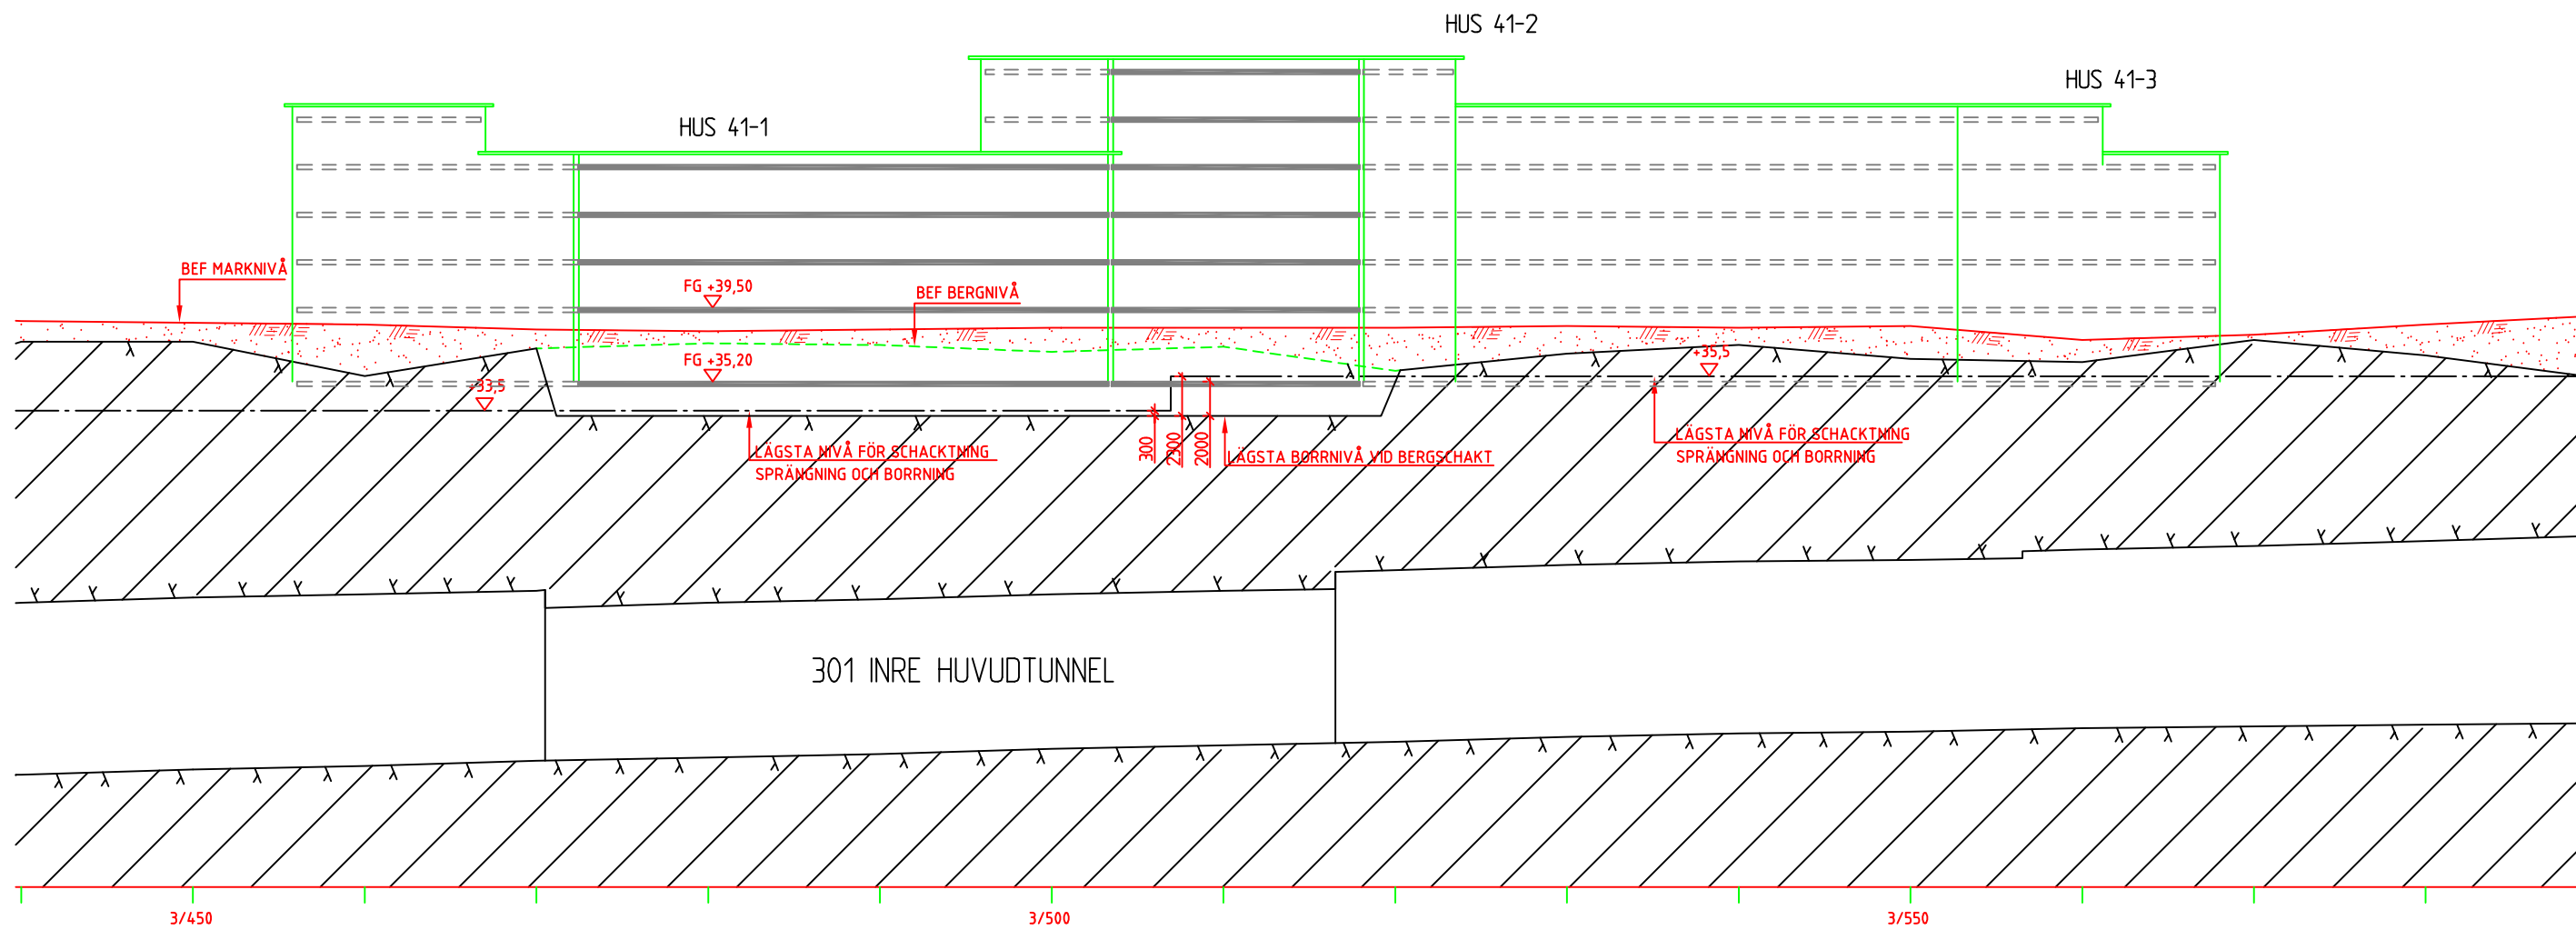 HUS 41-2
HUS 41-3
HUS 41-1
BEF MARKNIVÅ
FG +39,50
BEF BERGNIVÅ
FG +35,20
+35,5
+33,5
LÄGSTA NIVÅ FÖR SCHACKTNING
SPRÄNGNING OCH BORRNING
300
2300
2000
LÄGSTA BORRNIVÅ VID BERGSCHAKT
LÄGSTA NIVÅ FÖR SCHACKTNING
SPRÄNGNING OCH BORRNING
301 INRE HUVUDTUNNEL
3/450
3/500
3/550